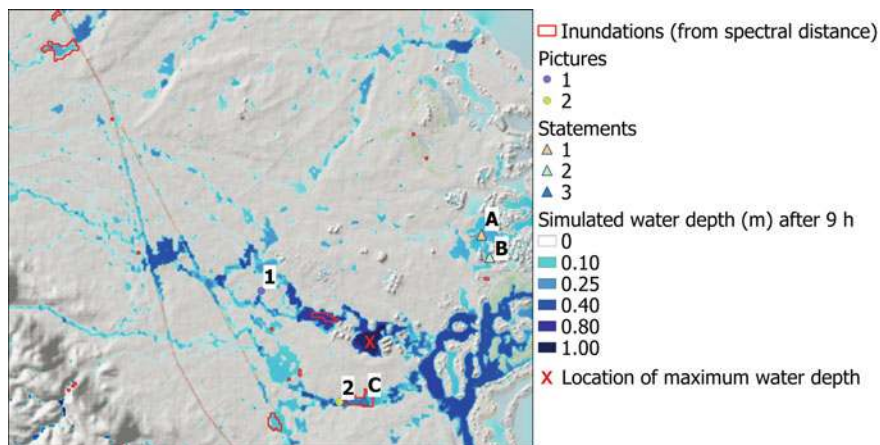 Inundations (from spectral distance)
Pictures
1
2
Statements
1
2
3
Simulated water depth (m) after 9 h
0
0.10
0.25
0.40
0.80
1.00
X Location of maximum water depth
A
B
1
X
2 C